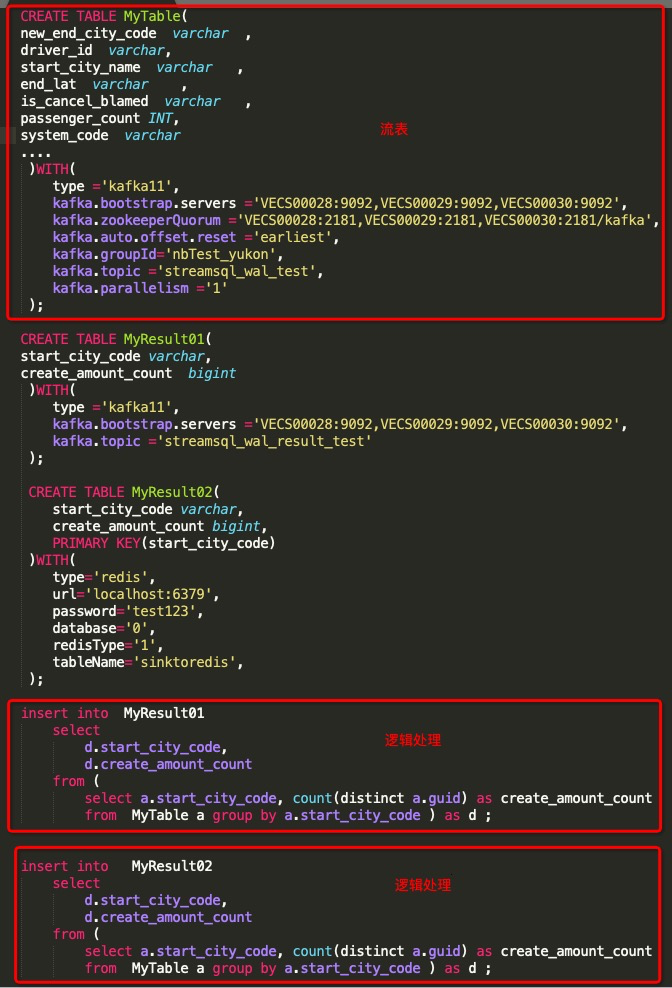 CREATE TABLE MyTable(
new_end_city_code  varchar  ,
driver_id  varchar,
start_city_name  varchar   ,
end_lat  varchar    ,
is_cancel_blamed  varchar   ,
passenger_count INT,
流表
system_code  varchar
....
)WITH(
type ='kafka11',
kafka.bootstrap.servers ='VECS00028:9092,VECS00029:9092,VECS00030:9092',
kafka.zookeeperQuorum ='VECS00028:2181,VECS00029:2181,VECS00030:2181/kafka',
kafka.auto.offset.reset ='earliest',
kafka.groupId='nbTest_yukon',
kafka.topic ='streamsql_wal_test',
kafka.parallelism ='1'
);
CREATE TABLE MyResult01(
start_city_code varchar,
create_amount_count  bigint
)WITH(
type ='kafka11',
kafka.bootstrap.servers ='VECS00028:9092,VECS00029:9092,VECS00030:9092',
kafka.topic ='streamsql_wal_result_test'
);
CREATE TABLE MyResult02(
start_city_code varchar,
create_amount_count bigint,
PRIMARY KEY(start_city_code)
)WITH(
type='redis',
url='localhost:6379',
password='test123',
database='0',
redisType='1',
tableName='sinktoredis',
);
insert into  MyResult01
select
逻辑处理
d.start_city_code,
d.create_amount_count
from (
select a.start_city_code, count(distinct a.guid) as create_amount_count
from  MyTable a group by a.start_city_code ) as d ;
insert into   MyResult02
select
逻辑处理
d.start_city_code,
d.create_amount_count
from (
select a.start_city_code, count(distinct a.guid) as create_amount_count
from  MyTable a group by a.start_city_code ) as d ;